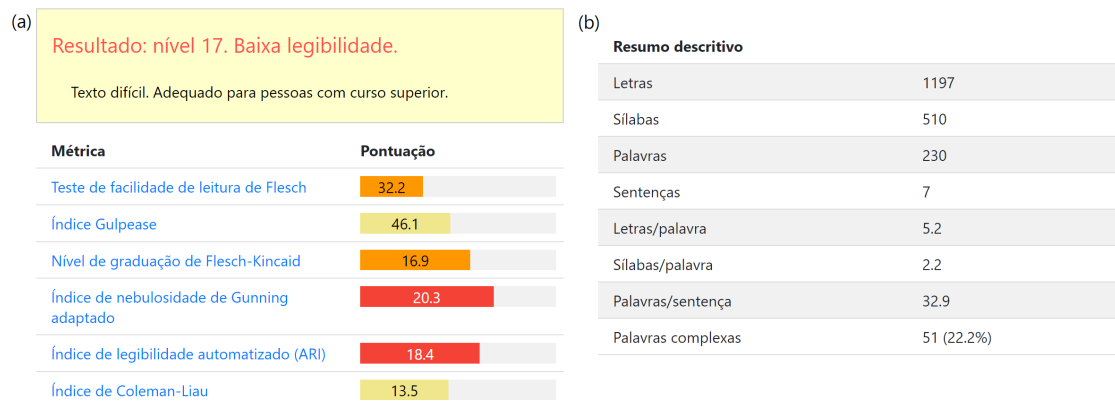 (a)
Resultado: nível 17. Baixa legibilidade.
Texto difícil. Adequado para pessoas com curso superior.
Métrica Pontuação
Teste de facilidade de leitura de Flesch 32.2
Índice Gulpease 46.1
Nível de graduação de Flesch-Kincaid 16.9
Índice de nebulosidade de Gunning 20.3
adaptado
Índice de legibilidade automatizado (ARI) 18.4
Índice de Coleman-Liau 13.5
(b)
Resumo descritivo
Letras 1197
Sílabas 510
Palavras 230
Sentenças 7
Letras/palavra 5.2
Sílabas/palavra 2.2
Palavras/sentença 32.9
Palavras complexas 51 (22.2%)